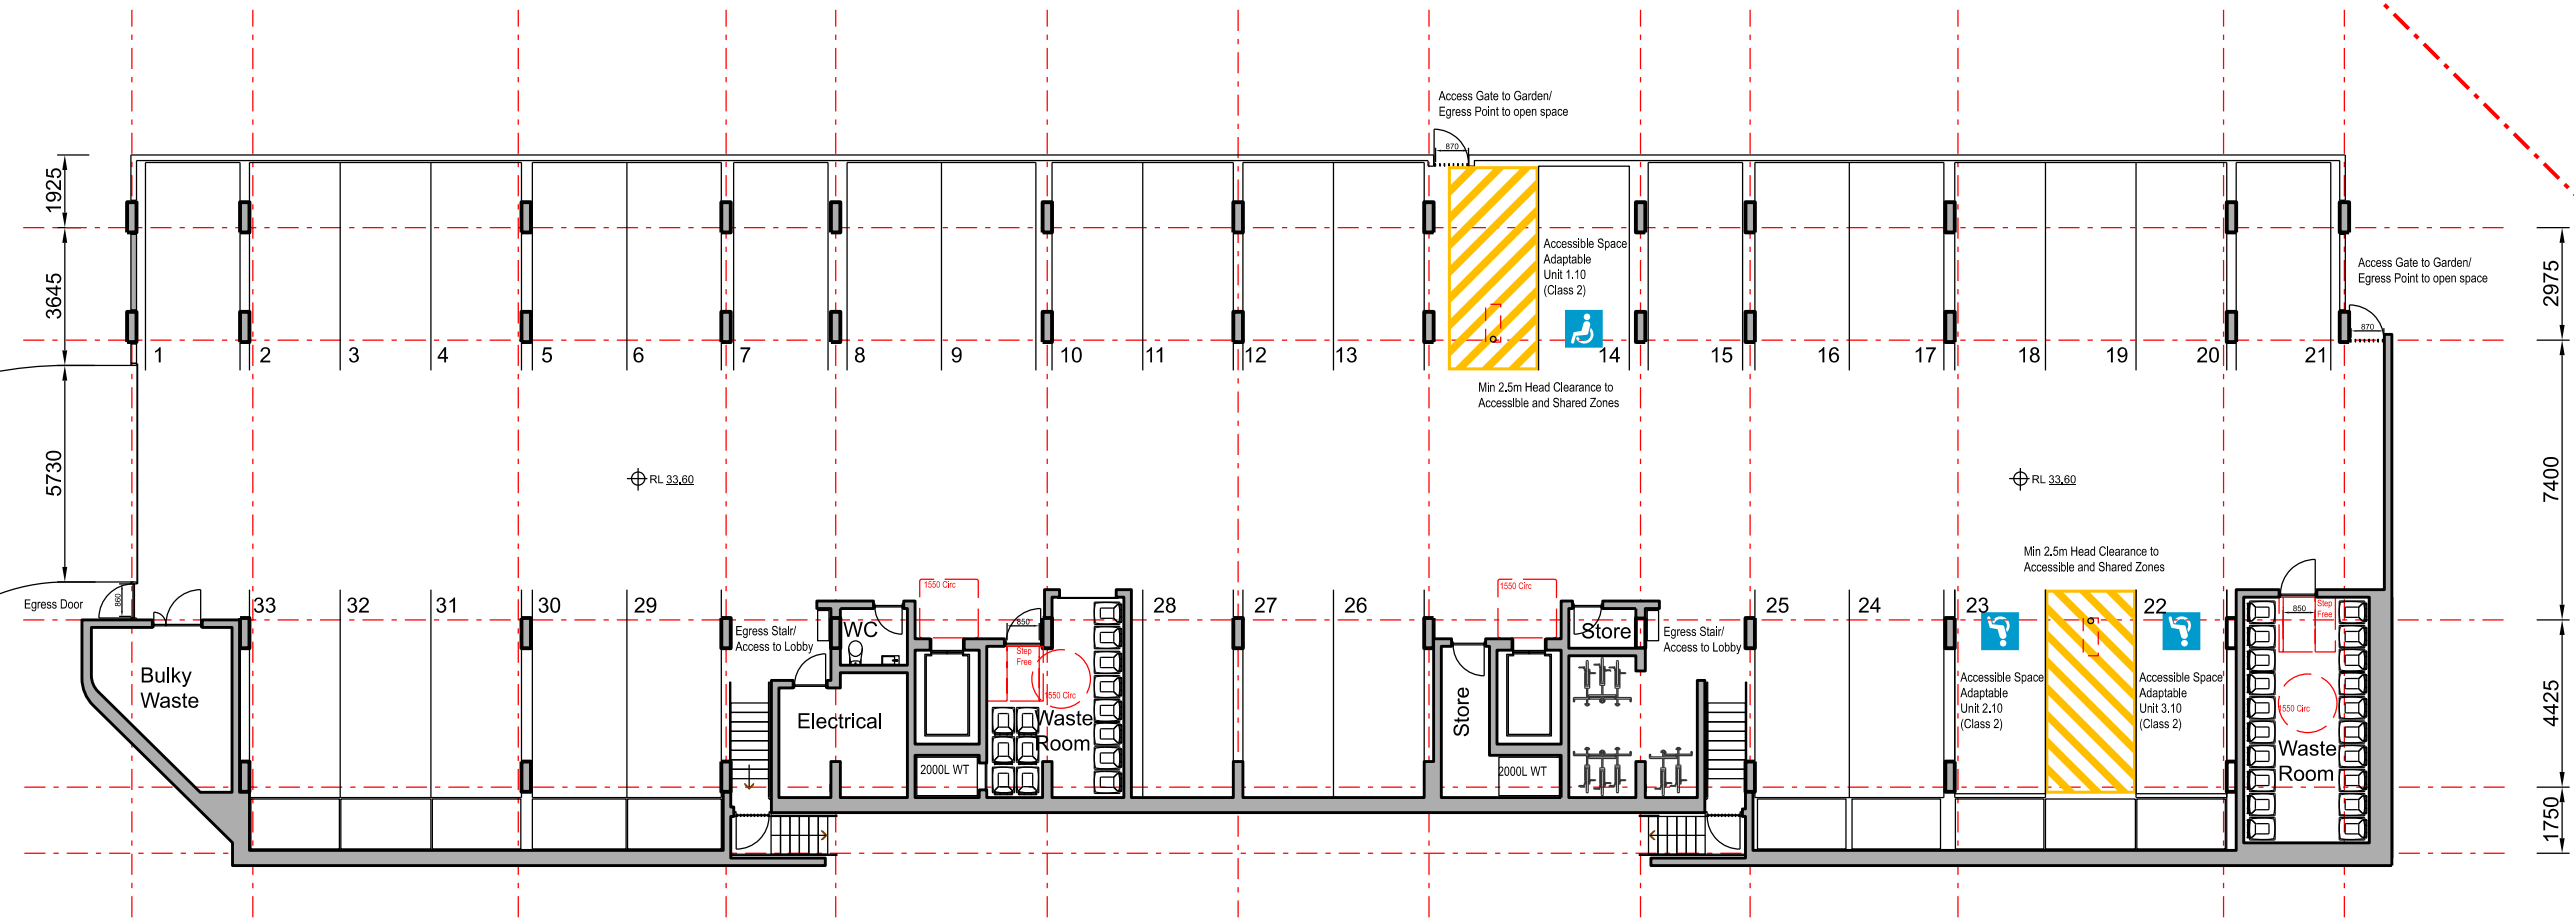 Access Gate to Garden/
Egress Point to open space
870
1925
3645
5730
Accessible Space
Adaptable
Unit 1.10
(Class 2)
Access Gate to Garden/
Egress Point to open space
870
2975
7400
4425
1750
1
2
3
4
5
6
7
8
9
10
11
12
13
14
15
16
17
18
19
20
21
Min 2.5m Head Clearance to
Accessible and Shared Zones
RL 33.60
RL 33.60
Min 2.5m Head Clearance to
Accessible and Shared Zones
Egress Door
860
33
32
31
30
29
28
27
26
25
24
23
22
1550 Circ
1550 Circ
Egress Stair/
Access to Lobby
WC
850
Step
Free
1550 Circ
Store
Egress Stair/
Access to Lobby
850
Step
Free
Bulky
Waste
Electrical
Waste
Room
Store
Accessible Space
Adaptable
Unit 2.10
(Class 2)
Accessible Space
Adaptable
Unit 3.10
(Class 2)
1550 Circ
Waste
Room
2000L WT
2000L WT